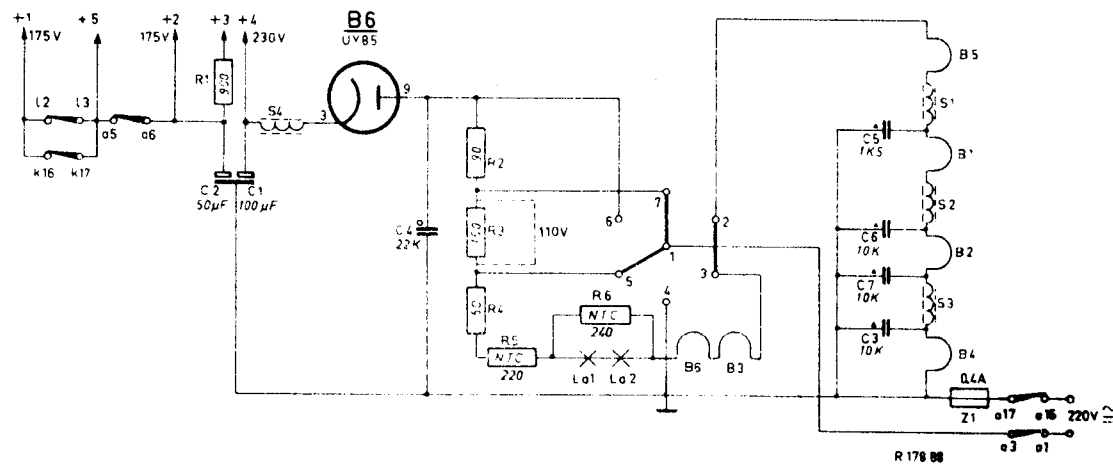 +1 +5 +2 +3 +4 B6
175V 175V 230V UY85
R1 900
S4 3 9
l2 l3
a5 a6
k16 k17
C2 C1
50µF 100µF
C4
22K
R2 90
R3 150
110V
R4
R5 NTC
220
R6
NTC
240
La1 La2
B6 B3
6 7
1
5
4
2
3
B5
S1
C5
1K5
B1
S2
C6
10K
B2
C7
10K
S3
C3
10K
B4
0,4A
Z1
a17 a16 220V
a3 a1
R 178 88